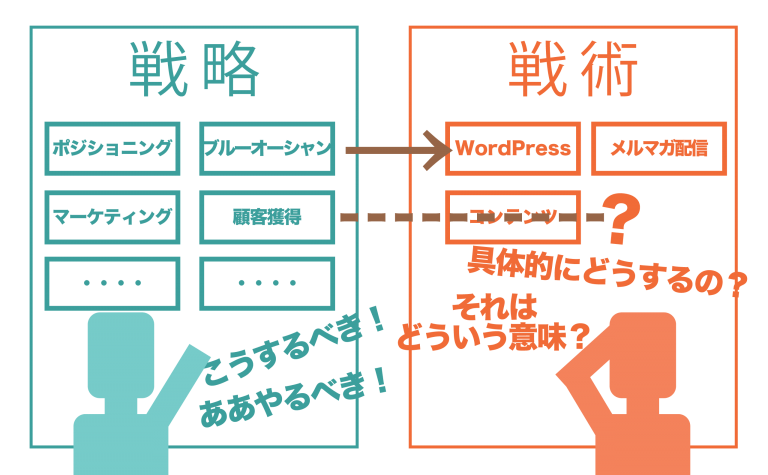 戦略
ポジショニング
ブルーオーシャン
マーケティング
顧客獲得
・・・・
・・・・
こうするべき！
ああやるべき！
戦術
WordPress
メルマガ配信
コンテンツ
？
具体的にどうするの？
それは
どういう意味？